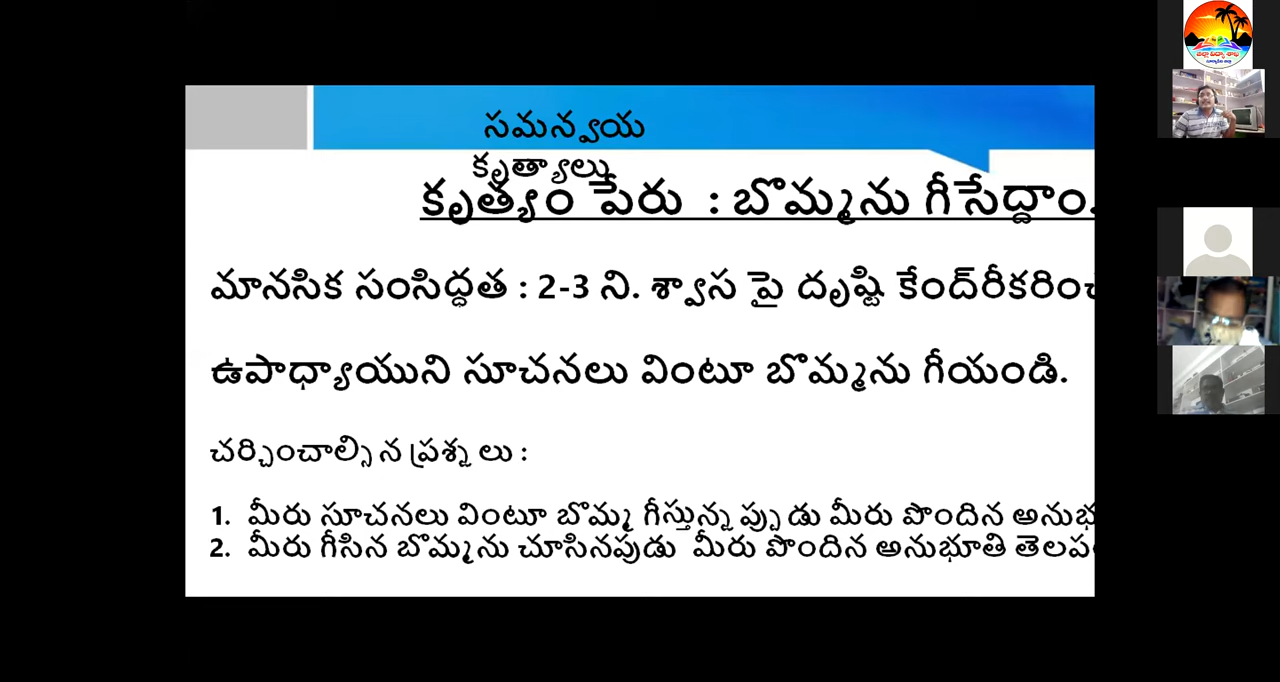 సమన్వయ
కృత్యాలు
కృత్యం పేరు : బొమ్మను గీసేద్దాం.
మానసిక సంసిద్ధత : 2-3 ని. శ్వాస పై దృష్టి కేంద్రీకరించ
ఉపాధ్యాయుని సూచనలు వింటూ బొమ్మను గీయండి.
చర్చించాల్సిన ప్రశ్నలు :
1. మీరు సూచనలు వింటూ బొమ్మ గీస్తున్నప్పుడు మీరు పొందిన అనుభ
2. మీరు గీసిన బొమ్మను చూసినపుడు మీరు పొందిన అనుభూతి తెలప